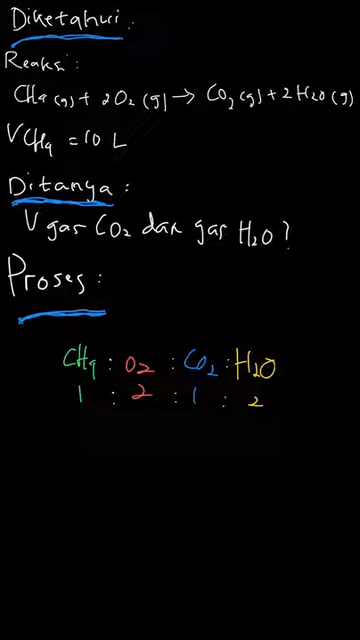 Diketahui:
Reaksi
CH4(g) + 2O2(g) → CO2(g) + 2H2O(g)
VCH4 = 10 L
Ditanya:
V gas CO2 dan gas H2O?
Proses:
CH4 : O2 : CO2 : H2O
1 : 2 : 1 : 2